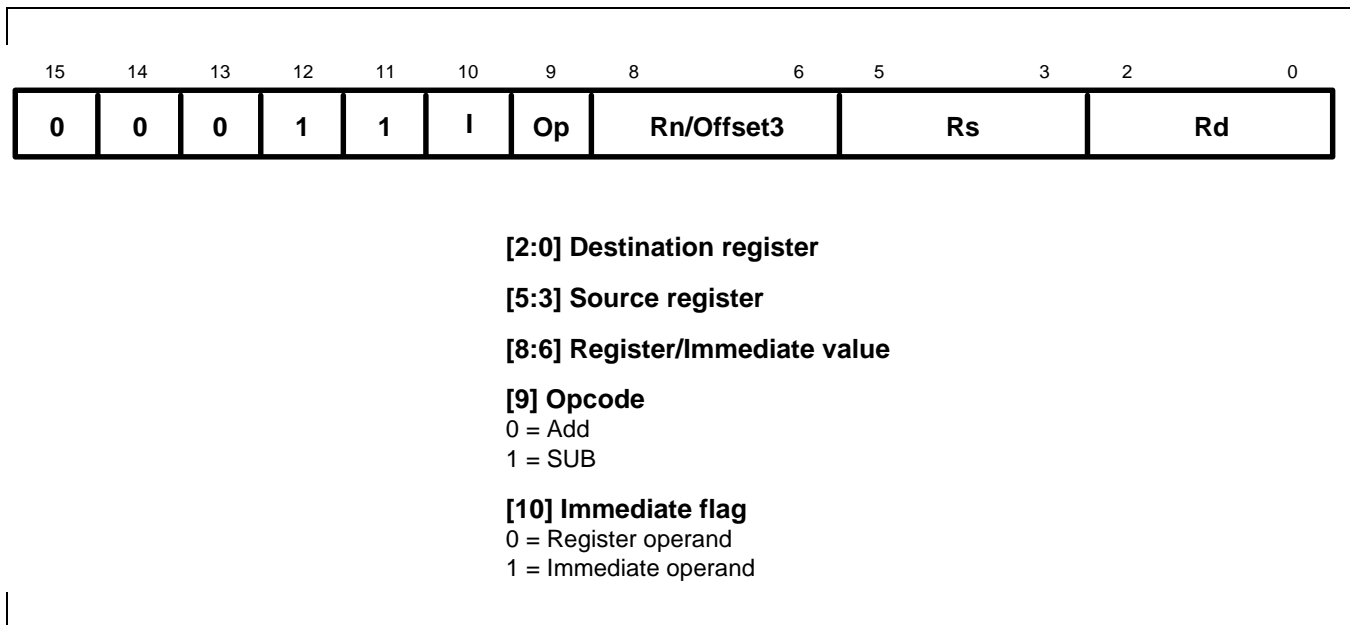 15 14 13 12 11 10 9 8 6 5 3 2 0
0 0 0 1 1 I Op Rn/Offset3 Rs Rd
[2:0] Destination register
[5:3] Source register
[8:6] Register/Immediate value
[9] Opcode
0 = Add
1 = SUB
[10] Immediate flag
0 = Register operand
1 = Immediate operand